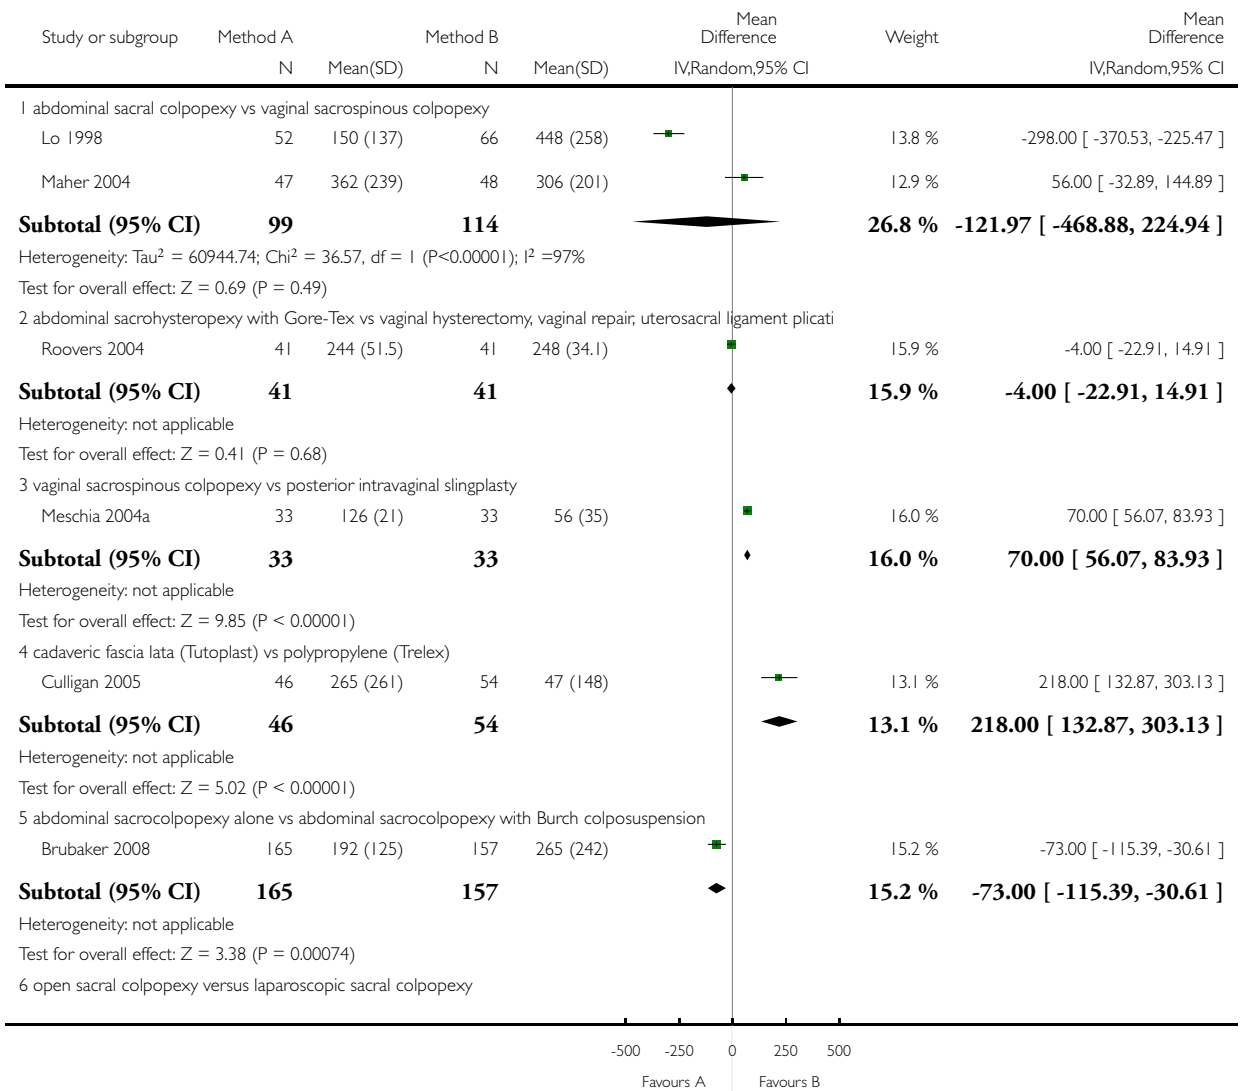 Study or subgroup Method A Method B Mean Difference Weight Mean Difference
N Mean(SD) N Mean(SD) IV,Random,95% CI IV,Random,95% CI
1 abdominal sacral colpopexy vs vaginal sacrospinous colpopexy
Lo 1998 52 150 (137) 66 448 (258) 13.8 % -298.00 [ -370.53, -225.47 ]
Maher 2004 47 362 (239) 48 306 (201) 12.9 % 56.00 [ -32.89, 144.89 ]
Subtotal (95% CI) 99 114 26.8 % -121.97 [ -468.88, 224.94 ]
Heterogeneity: Tau² = 60944.74; Chi² = 36.57, df = 1 (P<0.00001); I² =97%
Test for overall effect: Z = 0.69 (P = 0.49)
2 abdominal sacrohysteropexy with Gore-Tex vs vaginal hysterectomy, vaginal repair, uterosacral ligament plicati
Roovers 2004 41 244 (51.5) 41 248 (34.1) 15.9 % -4.00 [ -22.91, 14.91 ]
Subtotal (95% CI) 41 41 15.9 % -4.00 [ -22.91, 14.91 ]
Heterogeneity: not applicable
Test for overall effect: Z = 0.41 (P = 0.68)
3 vaginal sacrospinous colpopexy vs posterior intravaginal slingplasty
Meschia 2004a 33 126 (21) 33 56 (35) 16.0 % 70.00 [ 56.07, 83.93 ]
Subtotal (95% CI) 33 33 16.0 % 70.00 [ 56.07, 83.93 ]
Heterogeneity: not applicable
Test for overall effect: Z = 9.85 (P < 0.00001)
4 cadaveric fascia lata (Tutoplast) vs polypropylene (Trelex)
Culligan 2005 46 265 (261) 54 47 (148) 13.1 % 218.00 [ 132.87, 303.13 ]
Subtotal (95% CI) 46 54 13.1 % 218.00 [ 132.87, 303.13 ]
Heterogeneity: not applicable
Test for overall effect: Z = 5.02 (P < 0.00001)
5 abdominal sacrocolpopexy alone vs abdominal sacrocolpopexy with Burch colposuspension
Brubaker 2008 165 192 (125) 157 265 (242) 15.2 % -73.00 [ -115.39, -30.61 ]
Subtotal (95% CI) 165 157 15.2 % -73.00 [ -115.39, -30.61 ]
Heterogeneity: not applicable
Test for overall effect: Z = 3.38 (P = 0.00074)
6 open sacral colpopexy versus laparoscopic sacral colpopexy
-500 -250 0 250 500
Favours A Favours B